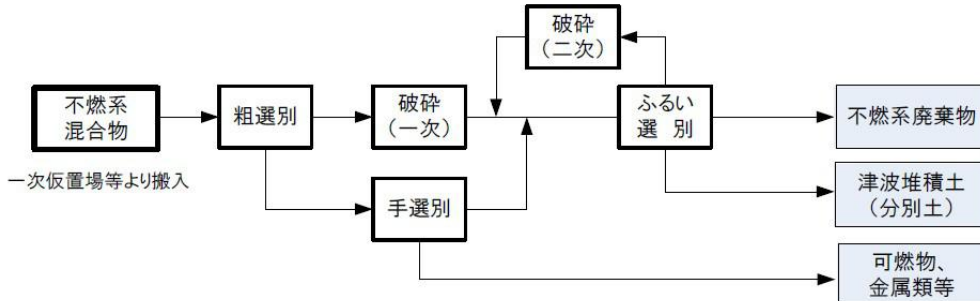 破砕
（二次）
不燃系
混合物
粗選別
破砕
（一次）
ふるい
選　別
不燃系廃棄物
一次仮置場等より搬入
手選別
津波堆積土
（分別土）
可燃物、
金属類等